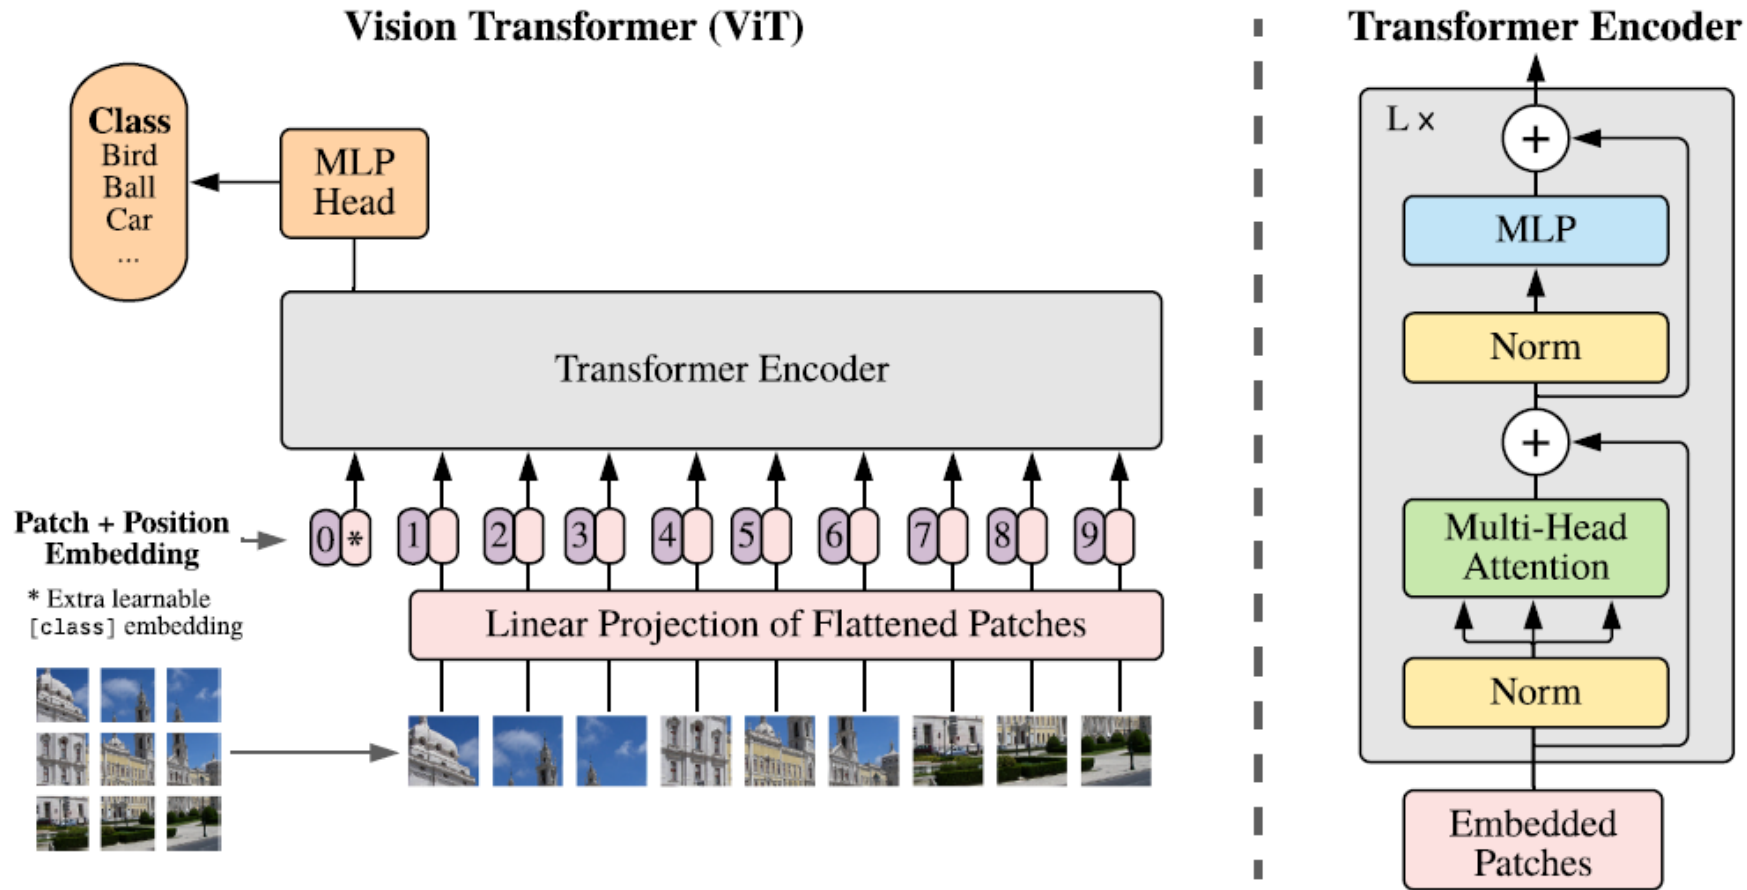 Vision Transformer (ViT)
Class
Bird
Ball
Car
...
MLP
Head
Transformer Encoder
Patch + Position
Embedding
0 * 1 2 3 4 5 6 7 8 9
* Extra learnable
[class] embedding
Linear Projection of Flattened Patches
Transformer Encoder
L x
+
MLP
Norm
+
Multi-Head
Attention
Norm
Embedded
Patches